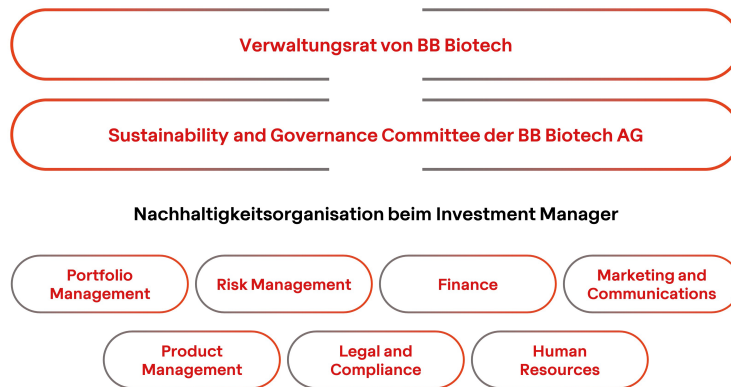 Verwaltungsrat von BB Biotech
Sustainability and Governance Committee der BB Biotech AG
Nachhaltigkeitsorganisation beim Investment Manager
Portfolio
Management
Risk Management
Finance
Marketing and
Communications
Product
Management
Legal and
Compliance
Human
Resources